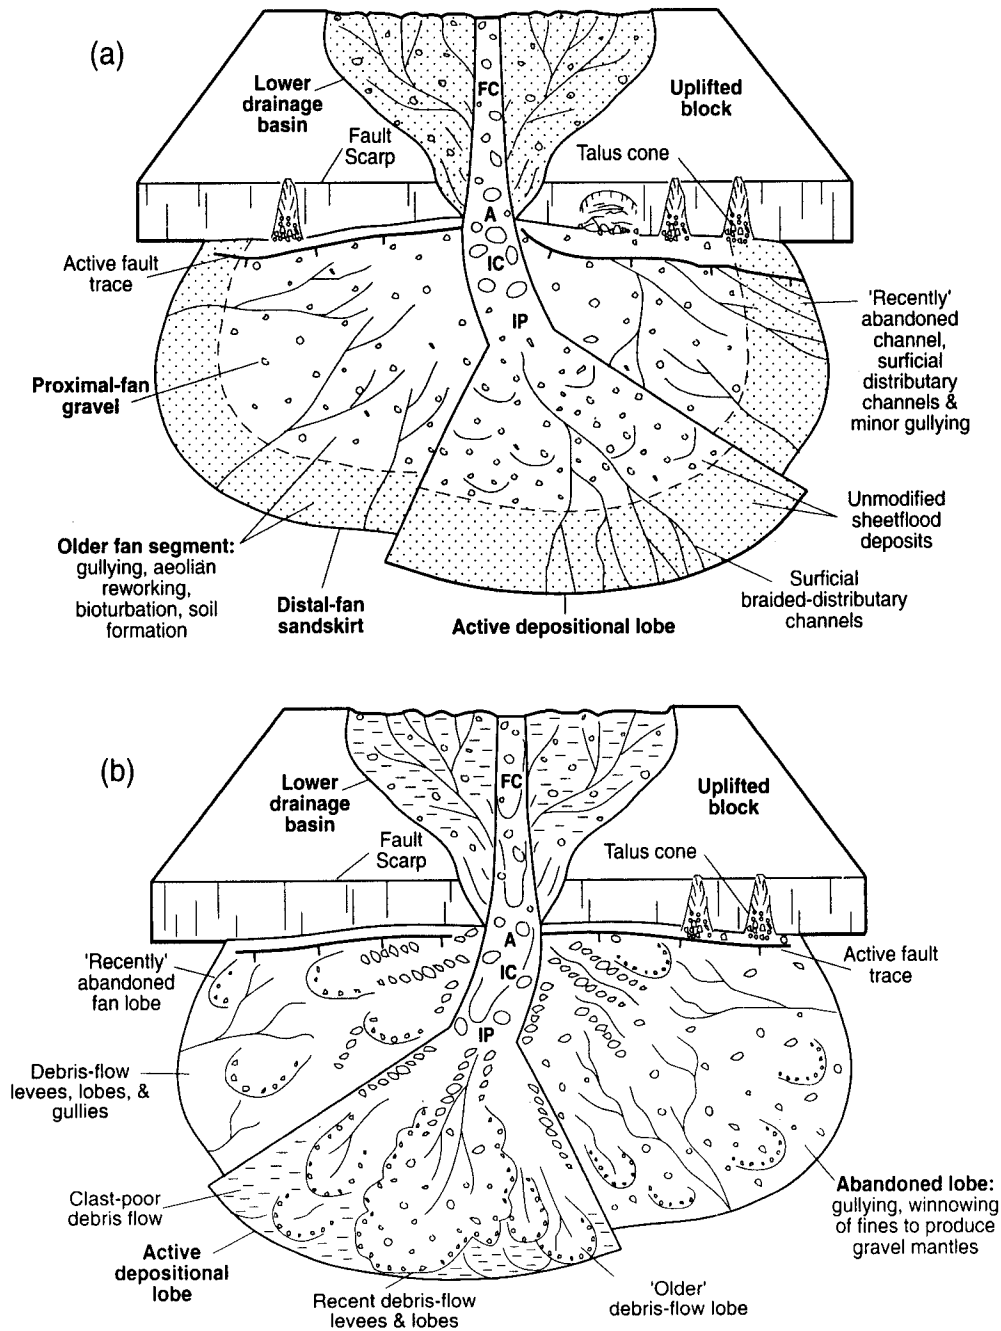 (a)
Lower
drainage
basin
FC
Uplifted
block
Fault
Scarp
Talus cone
A
Active fault
trace
IC
IP
'Recently'
abandoned
channel,
surficial
distributary
channels &
minor gullying
Proximal-fan
gravel
Unmodified
sheetflood
deposits
Older fan segment:
gullying, aeolian
reworking,
bioturbation, soil
formation
Distal-fan
sandskirt
Active depositional lobe
Surficial
braided-distributary
channels
(b)
Lower
drainage
basin
FC
Uplifted
block
Fault
Scarp
Talus cone
A
'Recently'
abandoned
fan lobe
IC
Active fault
trace
IP
Debris-flow
levees, lobes, &
gullies
Clast-poor
debris flow
Active
depositional
lobe
Recent debris-flow
levees & lobes
'Older'
debris-flow lobe
Abandoned lobe:
gullying, winnowing
of fines to produce
gravel mantles